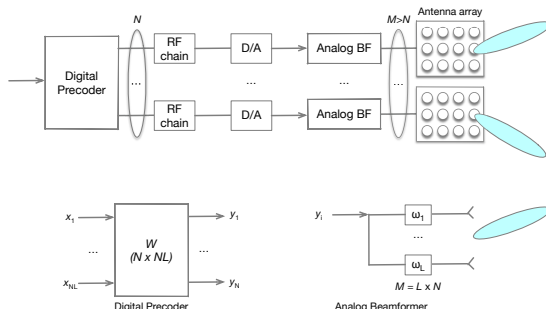 N
M>N
Antenna array
RF
chain
D/A
Analog BF
Digital
Precoder
...
...
...
...
...
RF
chain
D/A
Analog BF
x1
y1
yi
ω1
W
(N x NL)
...
...
...
xNL
yN
ωL
M = L x N
Digital Precoder
Analog Beamformer